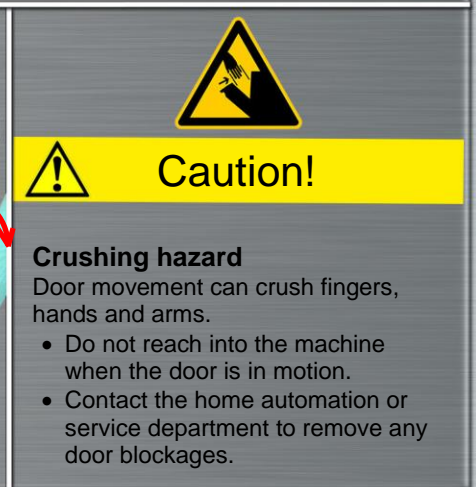 Caution!
Crushing hazard
Door movement can crush fingers,
hands and arms.
• Do not reach into the machine
when the door is in motion.
• Contact the home automation or
service department to remove any
door blockages.